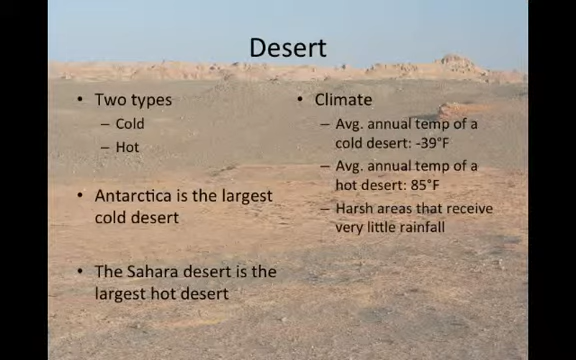 Desert
• Two types
– Cold
– Hot
• Antarctica is the largest
cold desert
• The Sahara desert is the
largest hot desert
• Climate
– Avg. annual temp of a
cold desert: -39°F
– Avg. annual temp of a
hot desert: 85°F
– Harsh areas that receive
very little rainfall